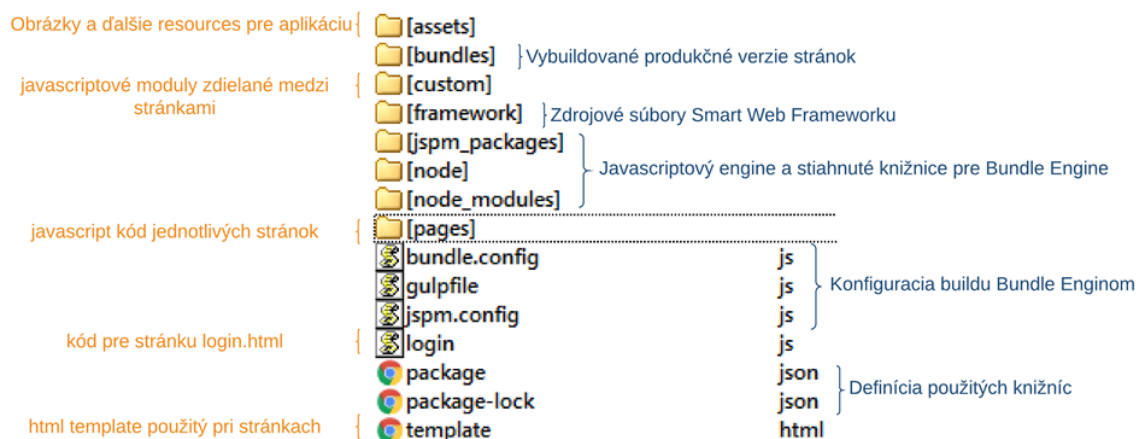 Obrázky a ďalšie resources pre aplikáciu [assets]
[bundles] Vybuildované produkčné verzie stránok
javascriptové moduly zdielané medzi [custom]
stránkami
[framework] Zdrojové súbory Smart Web Frameworku
[jspm_packages]
[node] Javascriptový engine a stiahnuté knižnice pre Bundle Engine
[node_modules]
javascript kód jednotlivých stránok [pages]
bundle.config js
gulpfile js Konfiguracia buildu Bundle Enginom
jspm.config js
kód pre stránku login.html login js
package json
Definícia použitých knižníc
package-lock json
html template použitý pri stránkach template html